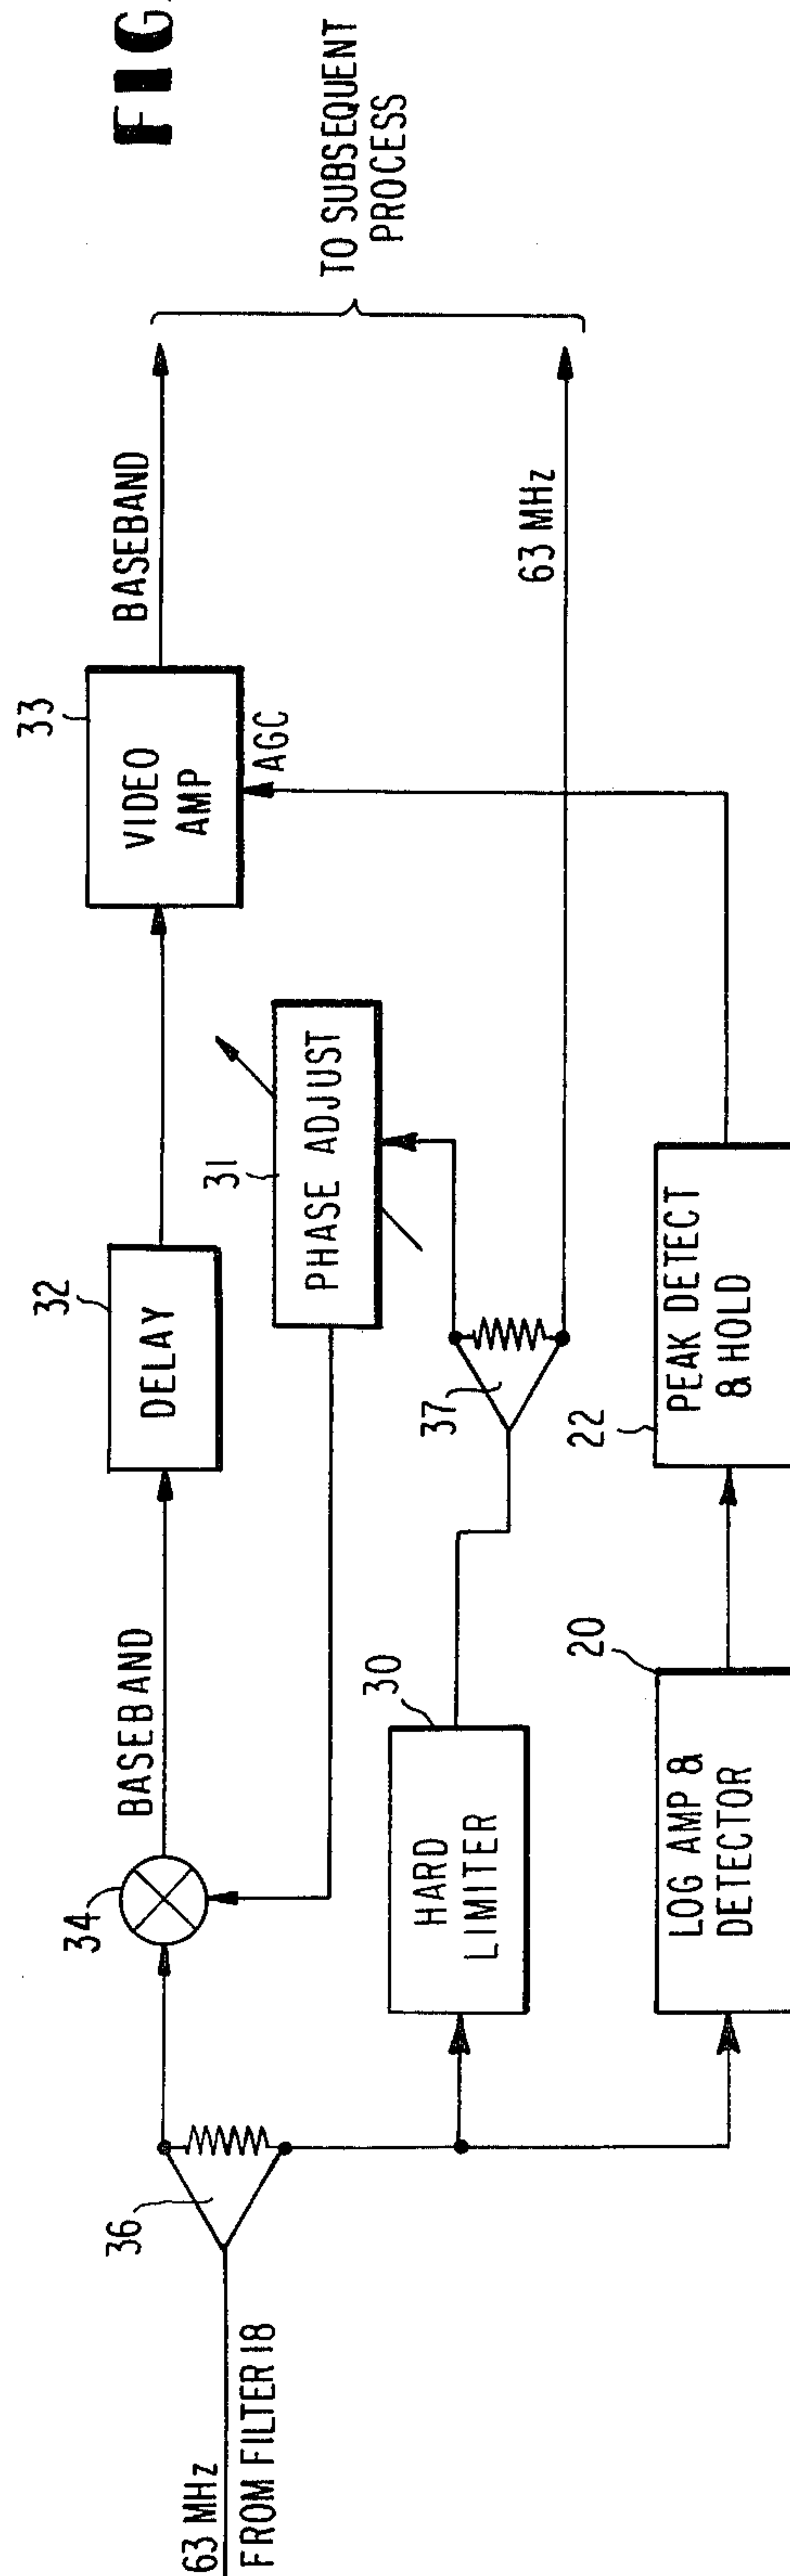 FIG.
63 MHz
FROM FILTER 18
36
34
BASEBAND
32
DELAY
33
VIDEO
AMP
AGC
BASEBAND
TO SUBSEQUENT
PROCESS
31
PHASE ADJUST
30
HARD
LIMITER
37
63 MHz
20
LOG AMP &
DETECTOR
22
PEAK DETECT
& HOLD